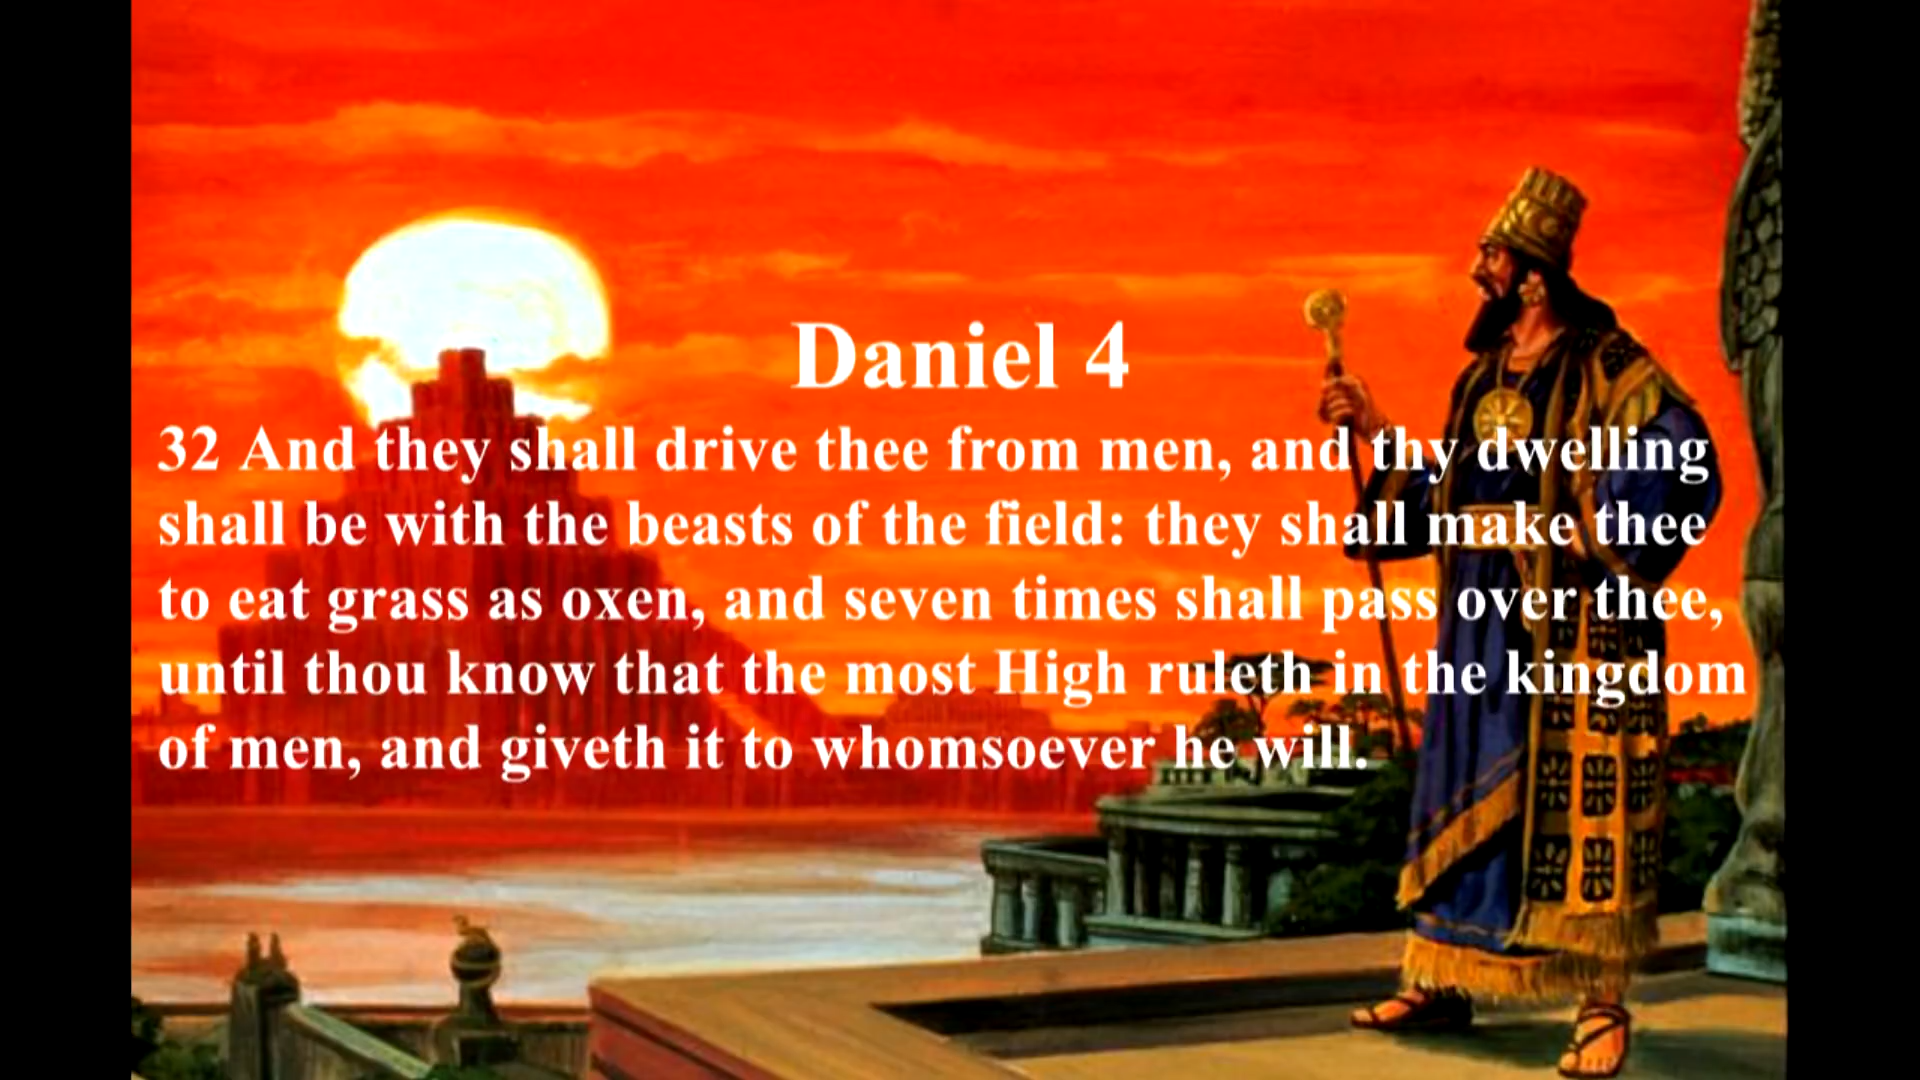 Daniel 4
32 And they shall drive thee from men, and thy dwelling
shall be with the beasts of the field: they shall make thee
to eat grass as oxen, and seven times shall pass over thee,
until thou know that the most High ruleth in the kingdom
of men, and giveth it to whomsoever he will.